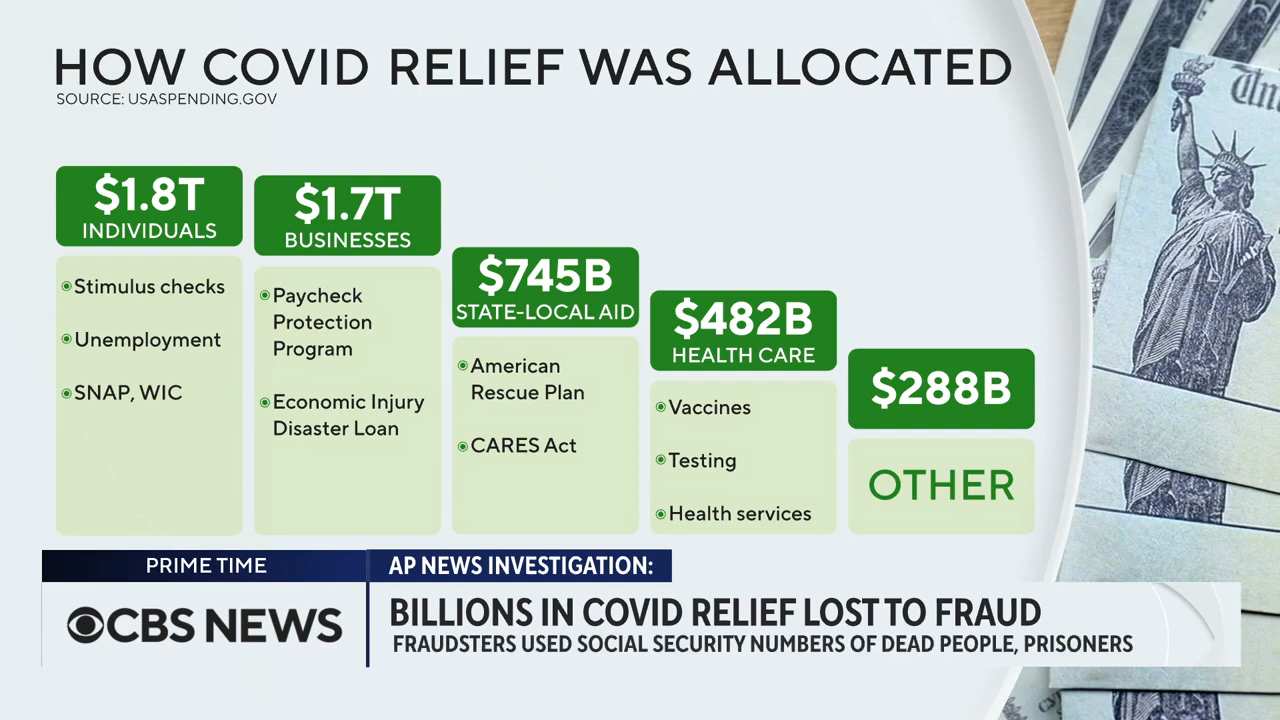 HOW COVID RELIEF WAS ALLOCATED
SOURCE: USASPENDING.GOV
$1.8T
INDIVIDUALS
Stimulus checks
Unemployment
SNAP, WIC
$1.7T
BUSINESSES
Paycheck
Protection
Program
Economic Injury
Disaster Loan
$745B
STATE-LOCAL AID
American
Rescue Plan
CARES Act
$482B
HEALTH CARE
Vaccines
Testing
Health services
$288B
OTHER
PRIME TIME
CBS NEWS
AP NEWS INVESTIGATION:
BILLIONS IN COVID RELIEF LOST TO FRAUD
FRAUDSTERS USED SOCIAL SECURITY NUMBERS OF DEAD PEOPLE, PRISONERS